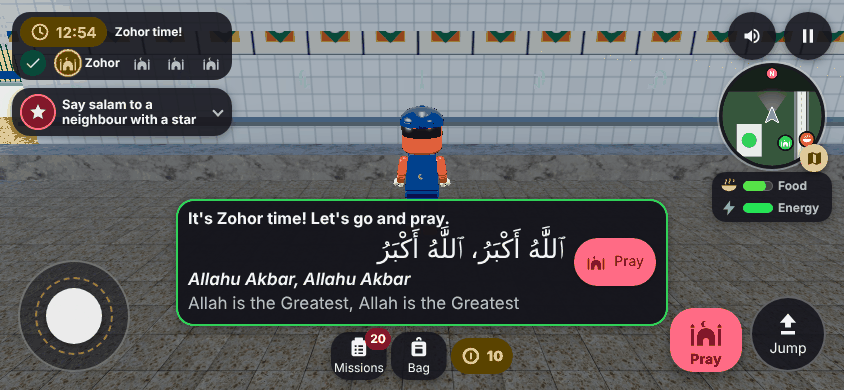 12:54
Zohor time!
Zohor
Say salam to a
neighbour with a star
N
Food
Energy
It's Zohor time! Let's go and pray.
ٱللَّهُ أَكْبَرُ، ٱللَّهُ أَكْبَرُ
Allahu Akbar, Allahu Akbar
Allah is the Greatest, Allah is the Greatest
Pray
20
Missions
Bag
10
Pray
Jump